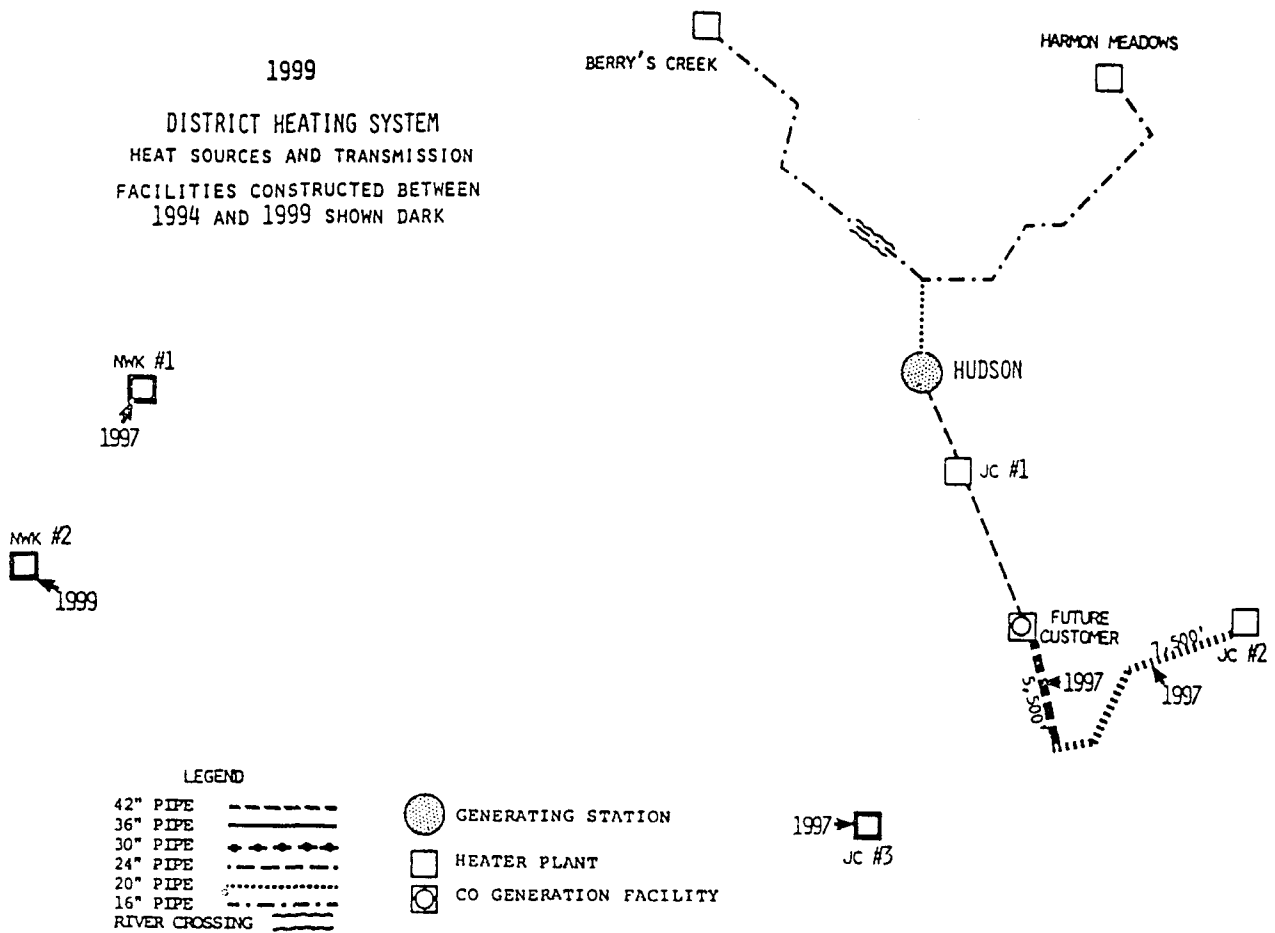 1999
DISTRICT HEATING SYSTEM
HEAT SOURCES AND TRANSMISSION
FACILITIES CONSTRUCTED BETWEEN
1994 AND 1999 SHOWN DARK
BERRY'S CREEK
HARMON MEADOWS
HUDSON
NWK #1
1997
JC #1
NWK #2
1999
FUTURE
CUSTOMER
7,500'
JC #2
1997
5,500'
1997
1997
JC #3
LEGEND
42" PIPE
36" PIPE
30" PIPE
24" PIPE
20" PIPE
16" PIPE
RIVER CROSSING
GENERATING STATION
HEATER PLANT
CO GENERATION FACILITY